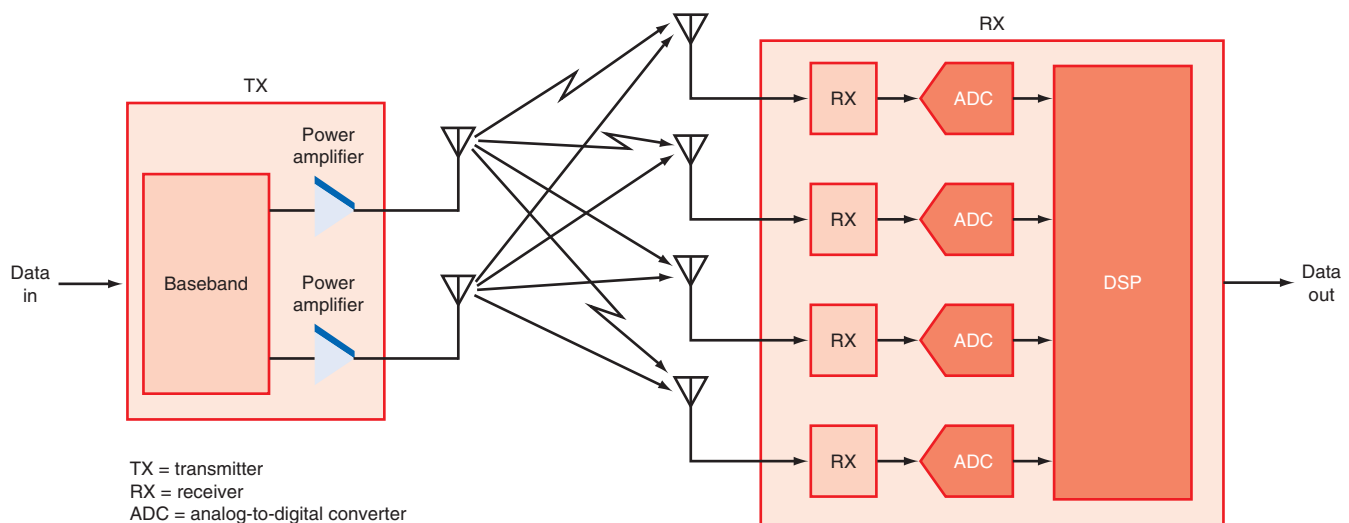 TX
RX
Power
amplifier
RX
ADC
RX
ADC
Data
in
Baseband
Power
amplifier
DSP
Data
out
RX
ADC
RX
ADC
TX = transmitter
RX = receiver
ADC = analog-to-digital converter